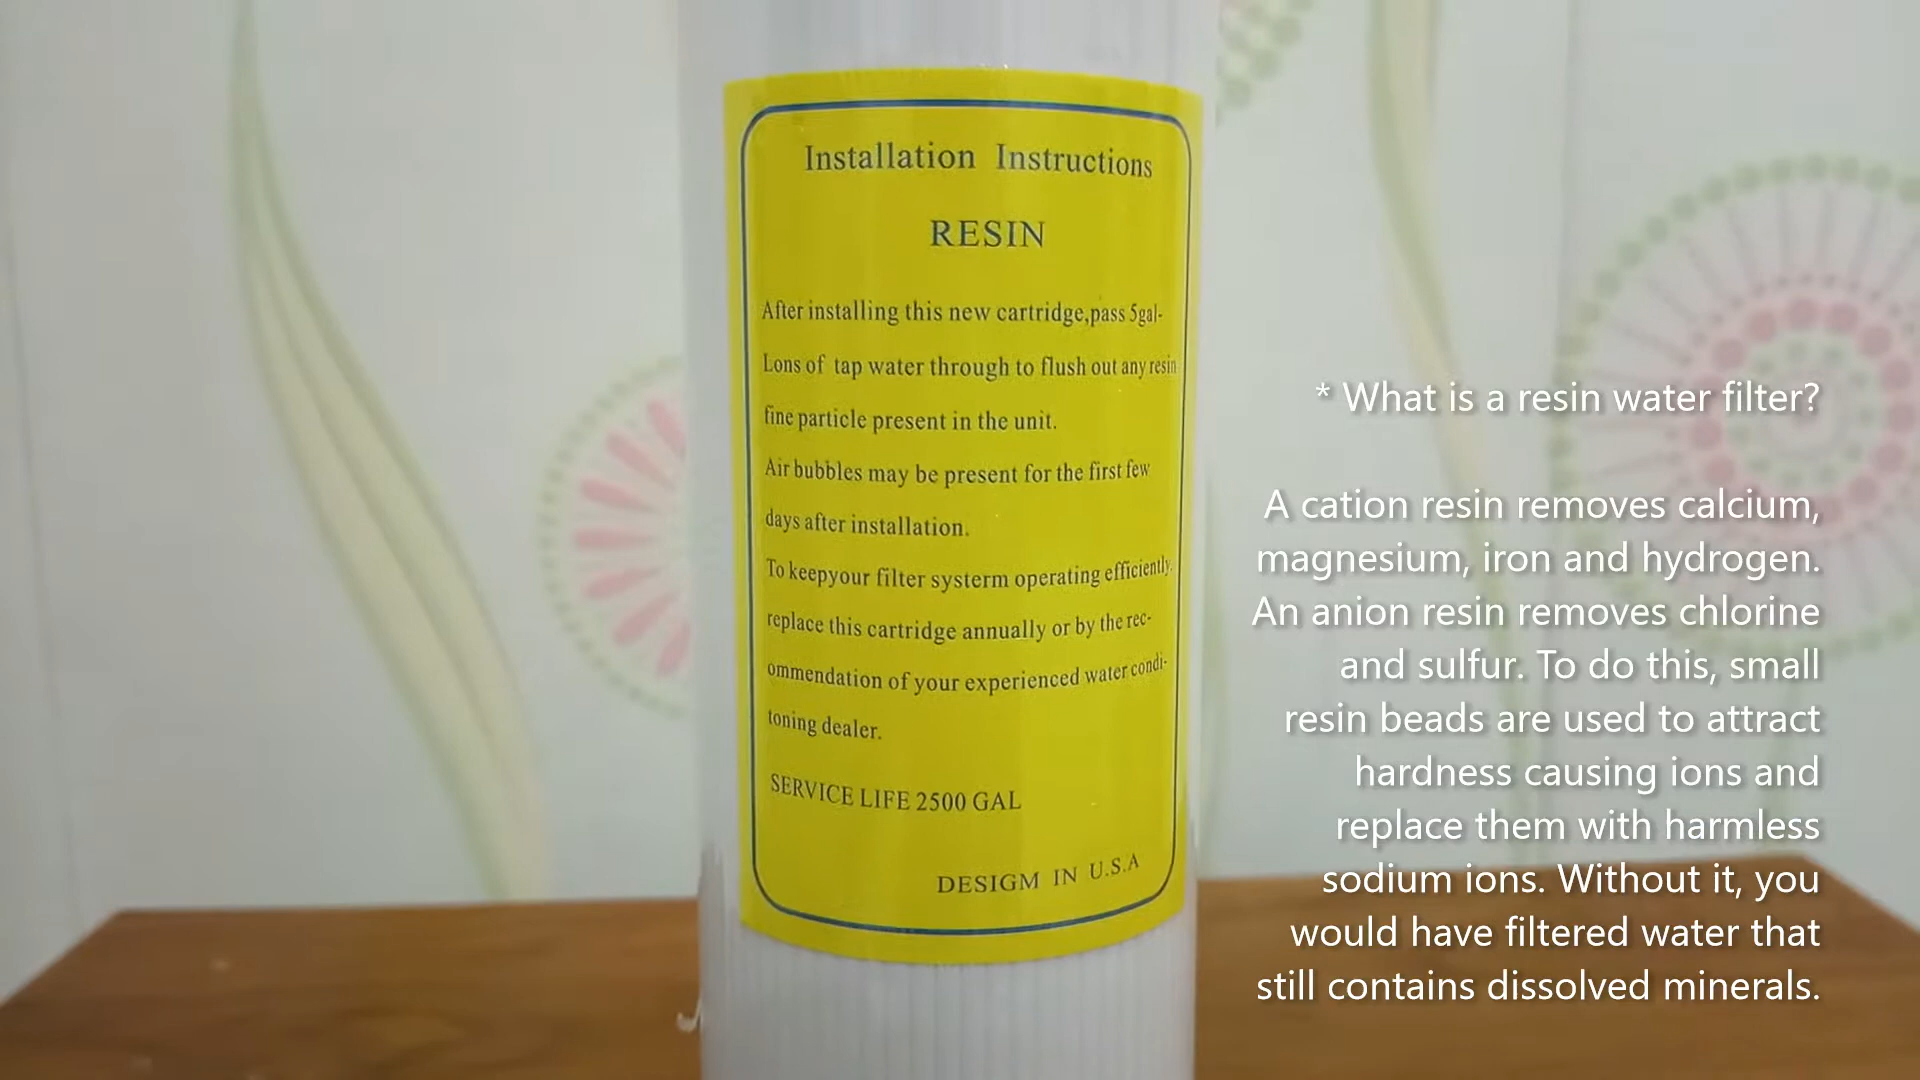 Installation Instructions
RESIN
After installing this new cartridge,pass 5gal-
Lons of tap water through to flush out any resin
fine particle present in the unit.
Air bubbles may be present for the first few
days after installation.
To keepyour filter systerm operating efficiently.
replace this cartridge annually or by the rec-
ommendation of your experienced water condi-
toning dealer.
SERVICE LIFE 2500 GAL
DESIGM IN U.S.A
* What is a resin water filter?
A cation resin removes calcium,
magnesium, iron and hydrogen.
An anion resin removes chlorine
and sulfur. To do this, small
resin beads are used to attract
hardness causing ions and
replace them with harmless
sodium ions. Without it, you
would have filtered water that
still contains dissolved minerals.